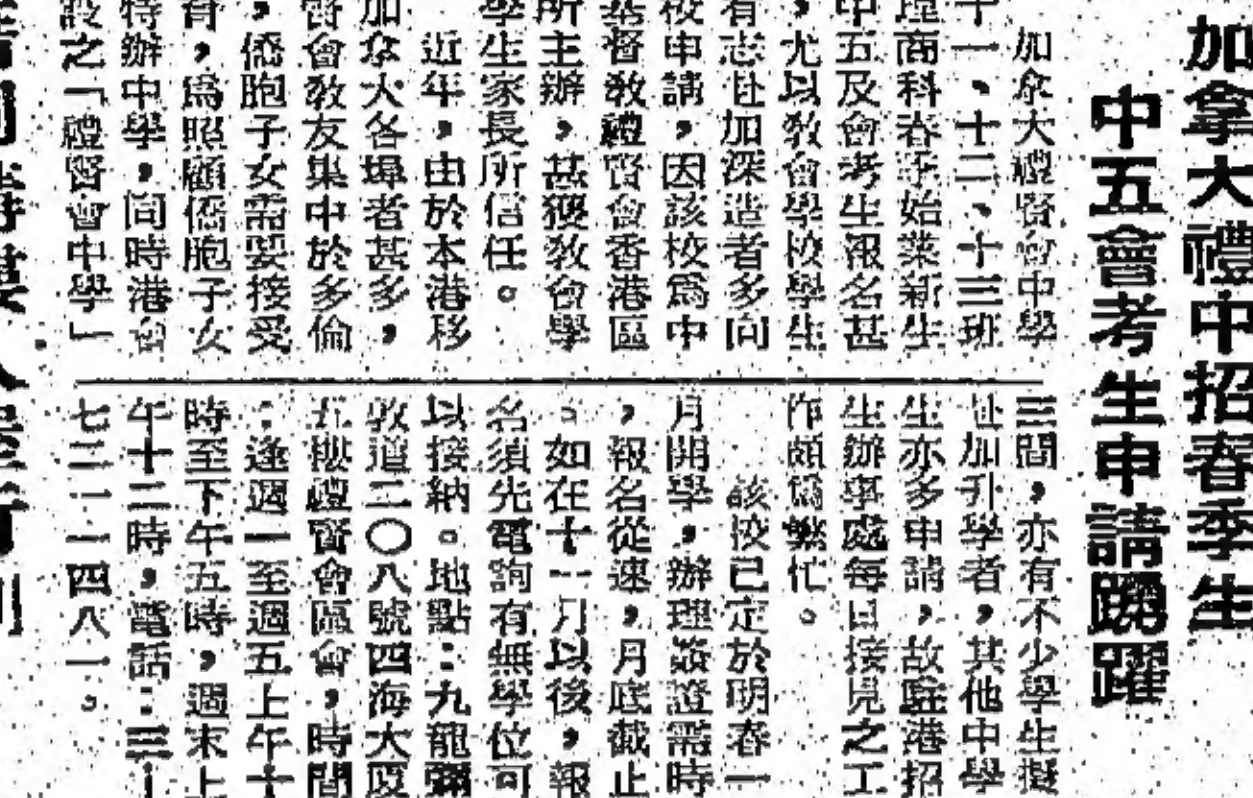 加拿大禮中招春季生
中五會考生申請踴躍
加拿大禮賢會中學
十一、十二、十三班
理商科春季始業新生
中五及會考生報名甚
，尤以教會學校學生
有志赴加深造者多向
校申請，因該校爲中
基督教禮賢會香港區
所主辦，甚獲教會學
學生家長所信任。
近年，由於本港移
加拿大各埠者甚多，
賢會教友集中於多倫
，僑胞子女需要接受
育，爲照顧僑胞子女
特辦中學，同時港會
設之「禮賢會中學」
三間，亦有不少學生擬
赴加升學者，其他中學
生亦多申請，故駐港招
生辦事處每日接見之工
作頗爲繁忙。
該校已定於明春一
月開學，辦理簽證需時
，報名從速，月底截止
。如在十一月以後，報
名須先電詢有無學位可
以接納。地點：九龍彌
敦道二〇八號四海大廈
五樓禮賢會區會，時間
：逢週一至週五上午十
時至下午五時，週末上
午十二時，電話：三－
七二一一四八一。